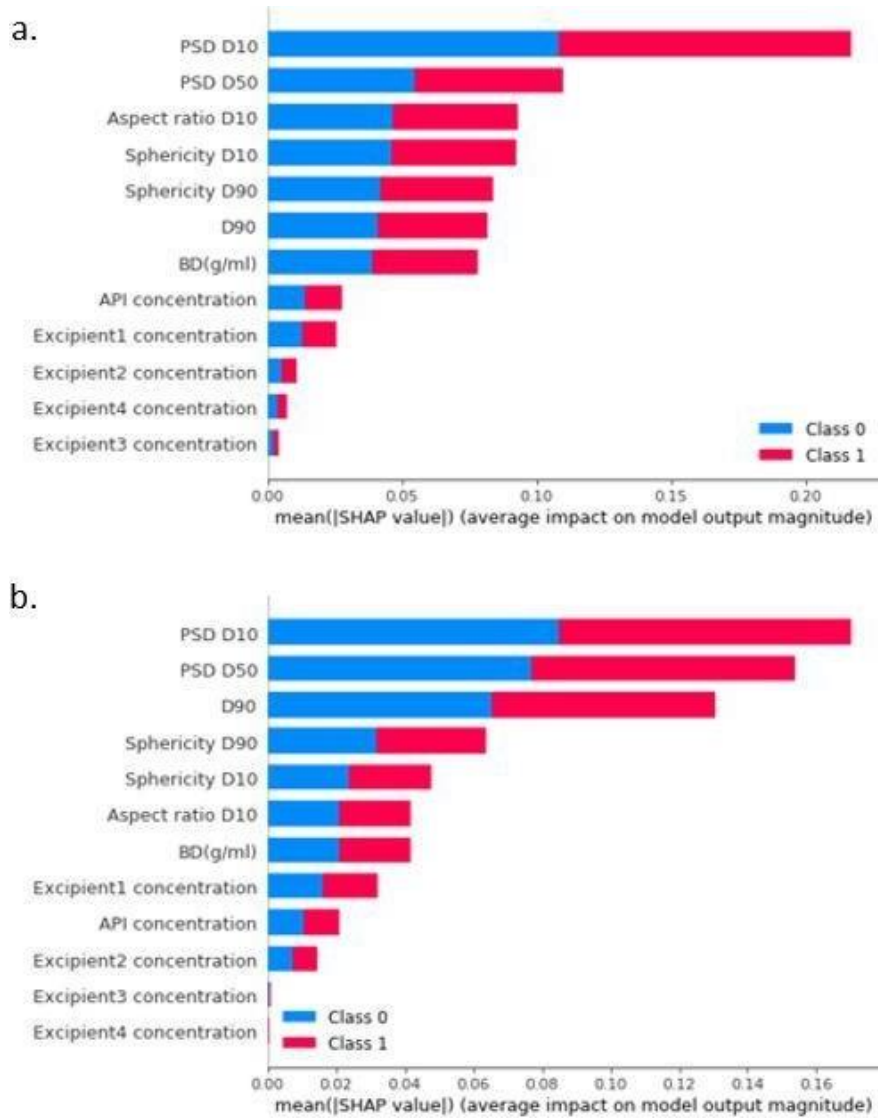 a.
PSD D10
PSD D50
Aspect ratio D10
Sphericity D10
Sphericity D90
D90
BD(g/ml)
API concentration
Excipient1 concentration
Excipient2 concentration
Excipient4 concentration
Excipient3 concentration
Class 0
Class 1
0.00 0.05 0.10 0.15 0.20
mean(|SHAP value|) (average impact on model output magnitude)
b.
PSD D10
PSD D50
D90
Sphericity D90
Sphericity D10
Aspect ratio D10
BD(g/ml)
Excipient1 concentration
API concentration
Excipient2 concentration
Excipient3 concentration
Excipient4 concentration
Class 0
Class 1
0.00 0.02 0.04 0.06 0.08 0.10 0.12 0.14 0.16
mean(|SHAP value|) (average impact on model output magnitude)